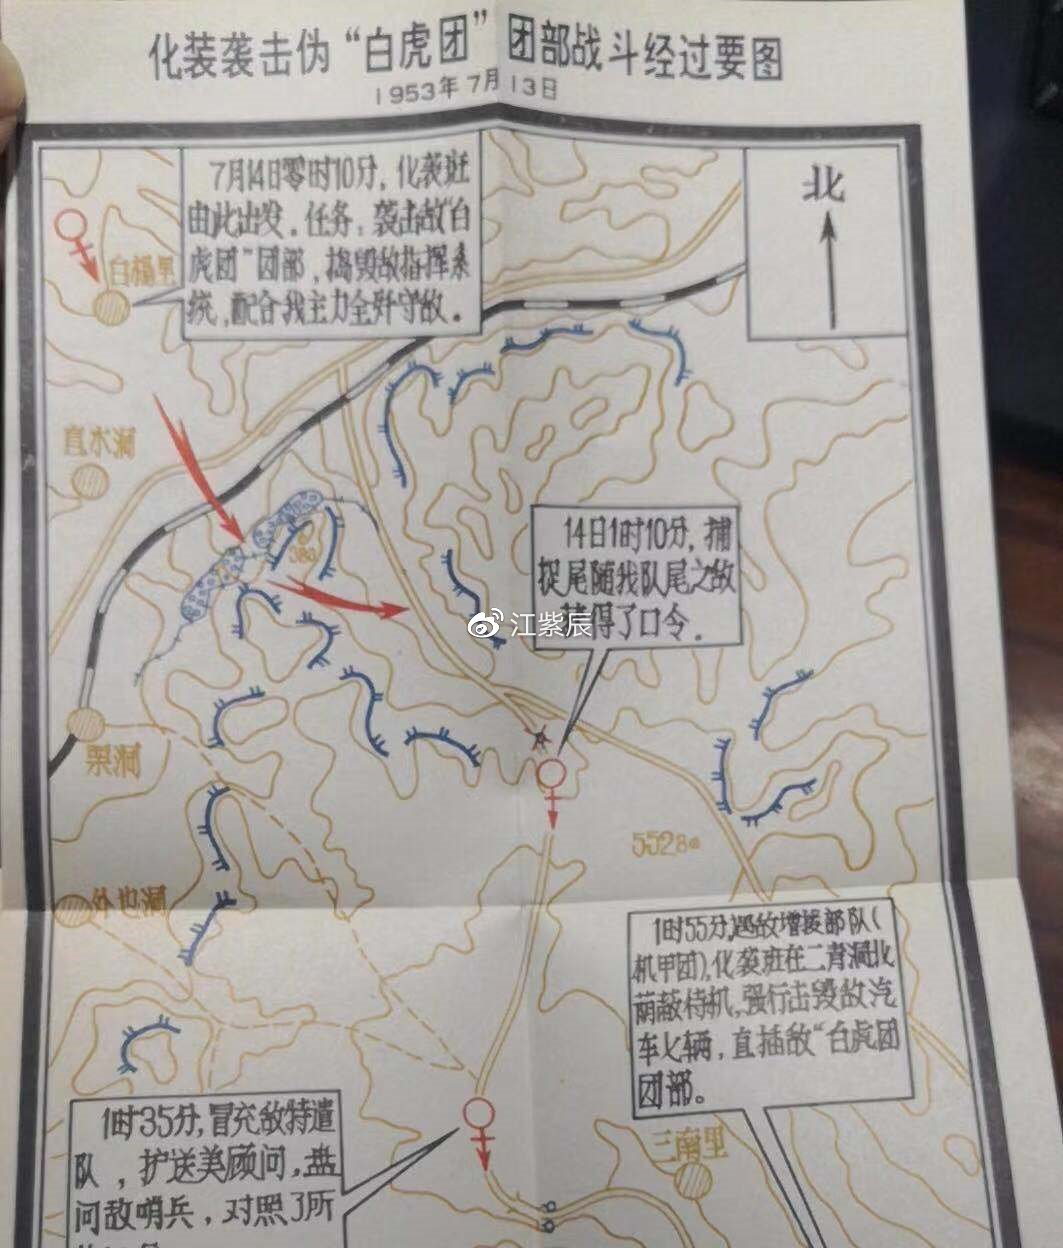 化装袭击伪“白虎团”团部战斗经过要图
1953年7月13日
7月14日零时10分，化袭班
由此出发。任务：袭击敌“白
虎团”团部，捣毁敌指挥系
统，配合我主力全歼守敌。
北
白楊里
直水洞
380
14日1时10分，捕
捉尾随我队尾之敌
得了口令。
江紫辰
栗洞
5528
外也洞
1时55分，遇敌增援部队(
机甲团)，化袭班在二青洞北
荫蔽待机，强行击毁敌汽
车七辆，直插敌“白虎团
团部。
1时35分，冒充敌特遣
队，护送美顾问，盘
问敌哨兵，对照了所
三南里